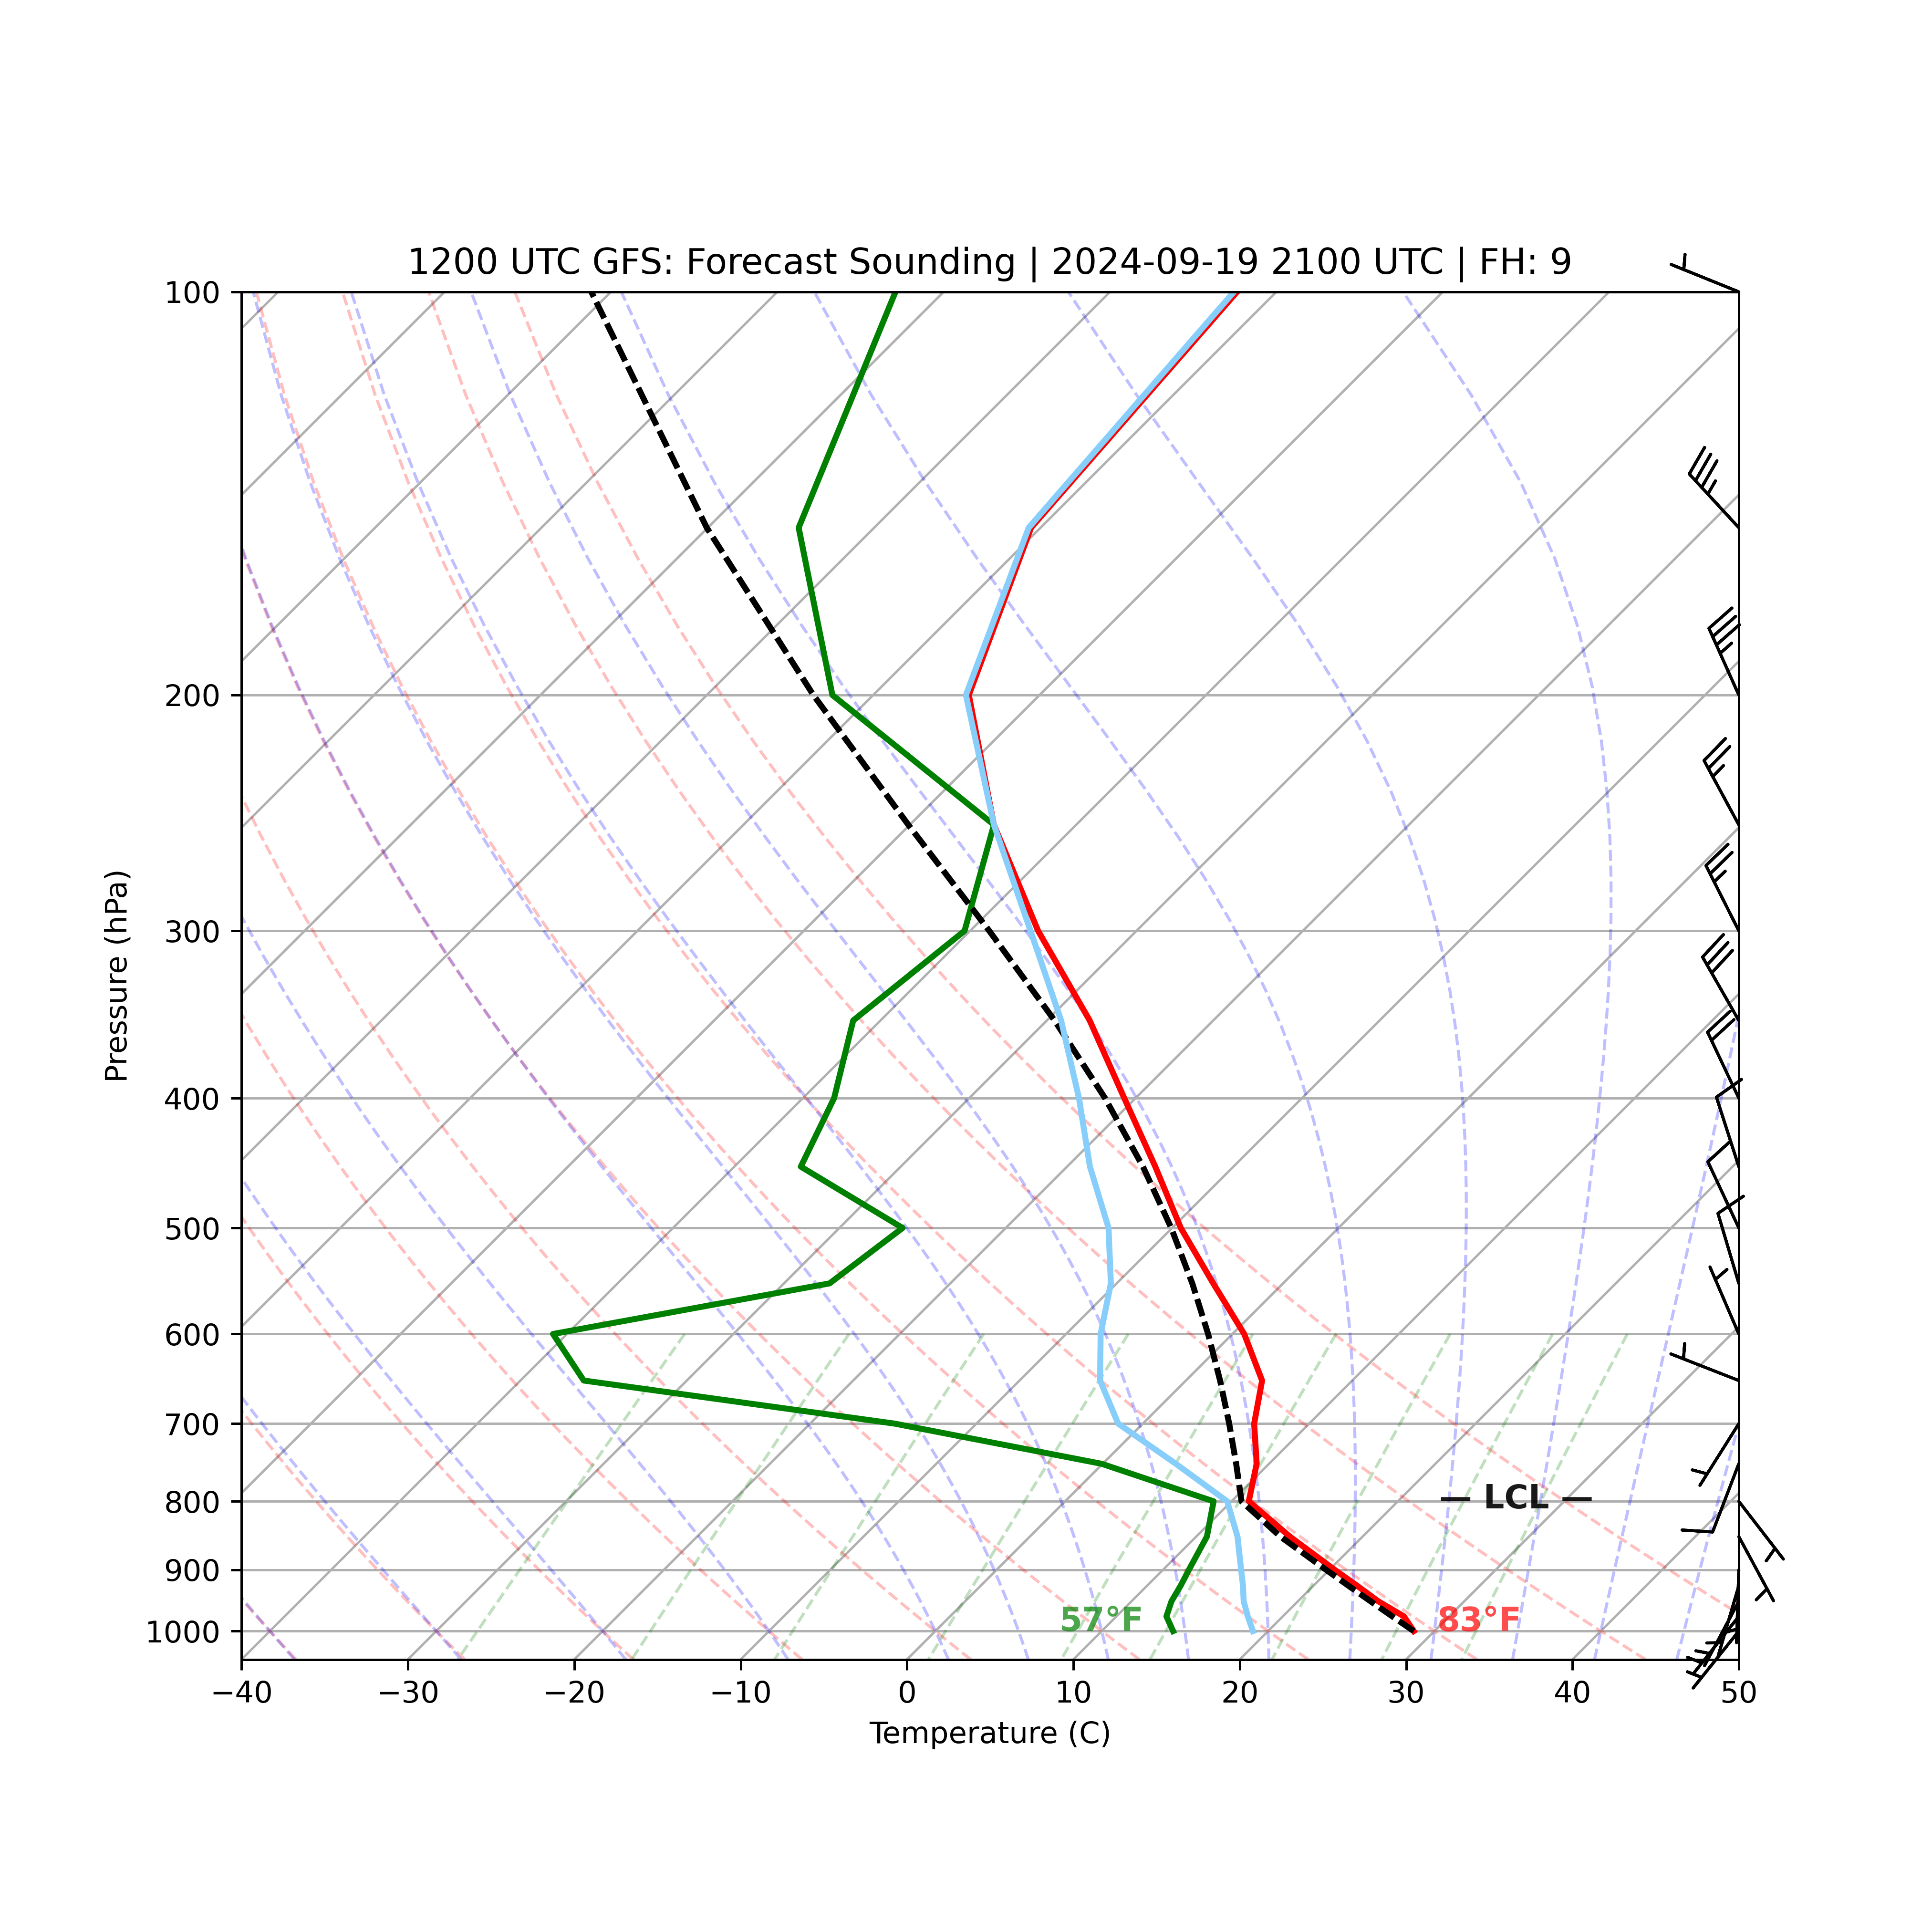 1200 UTC GFS: Forecast Sounding | 2024-09-19 2100 UTC | FH: 9
100
200
300
400
500
600
700
800
900
1000
Pressure (hPa)
— LCL —
57°F
83°F
−40 −30 −20 −10 0 10 20 30 40 50
Temperature (C)